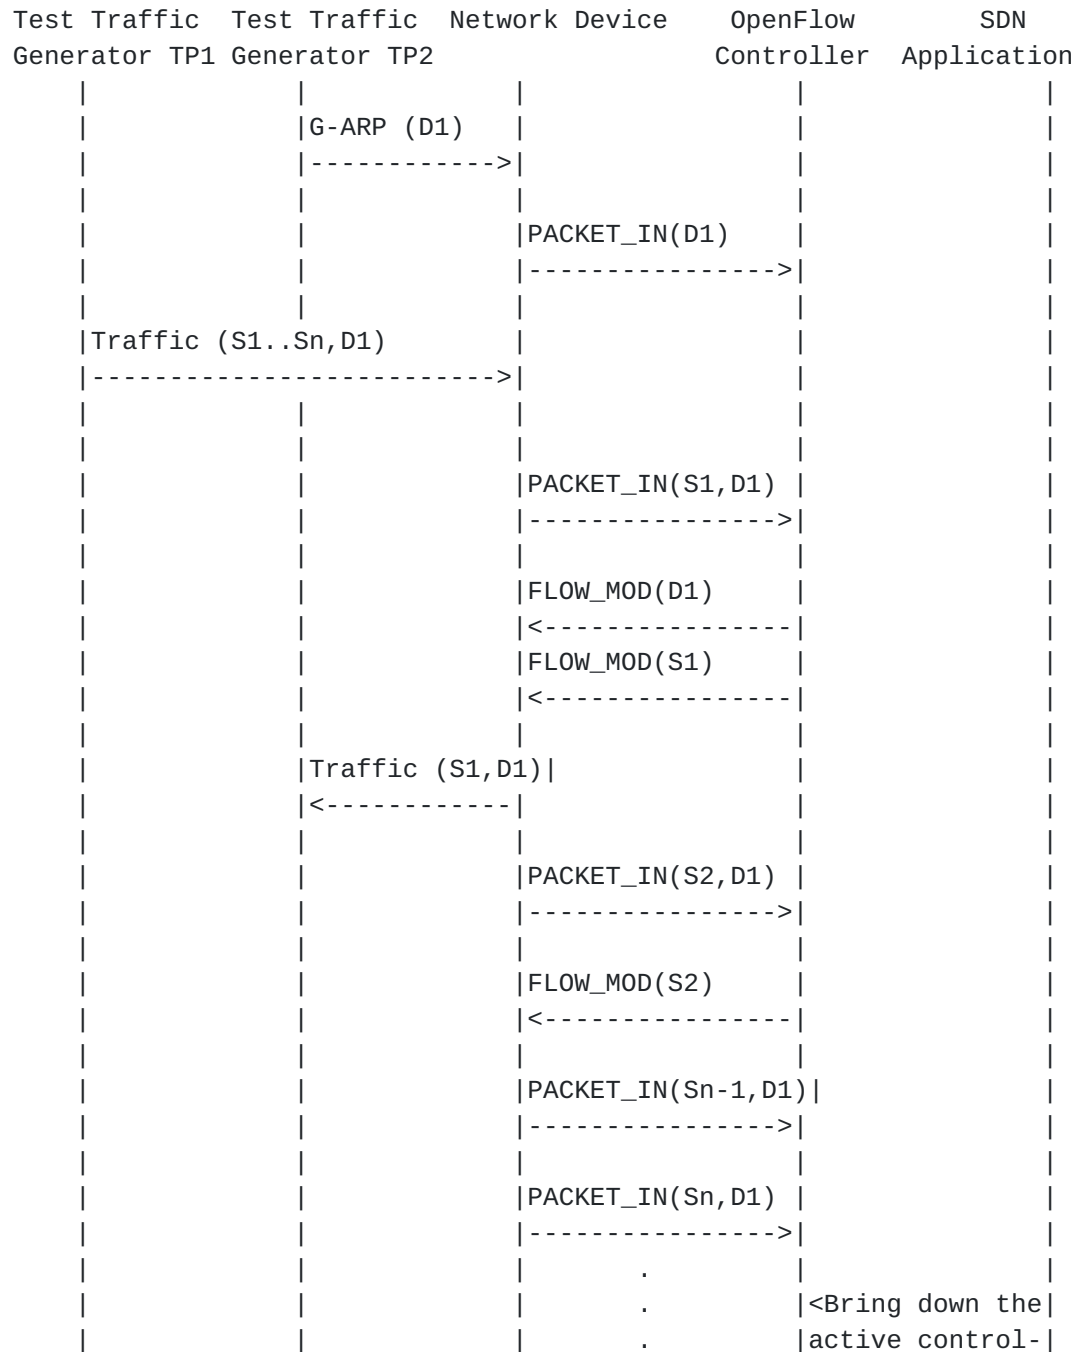 Test Traffic  Test Traffic  Network Device    OpenFlow        SDN
Generator TP1 Generator TP2                  Controller  Application
     |             |             |                 |               |
     |             |G-ARP (D1)   |                 |               |
     |             |------------>|                 |               |
     |             |             |                 |               |
     |             |             |PACKET_IN(D1)    |               |
     |             |             |---------------->|               |
     |             |             |                 |               |
     |Traffic (S1..Sn,D1)        |                 |               |
     |-------------------------->|                 |               |
     |             |             |                 |               |
     |             |             |                 |               |
     |             |             |PACKET_IN(S1,D1) |               |
     |             |             |---------------->|               |
     |             |             |                 |               |
     |             |             |FLOW_MOD(D1)     |               |
     |             |             |<----------------|               |
     |             |             |FLOW_MOD(S1)     |               |
     |             |             |<----------------|               |
     |             |             |                 |               |
     |             |Traffic (S1,D1)|               |               |
     |             |<------------|                 |               |
     |             |             |                 |               |
     |             |             |PACKET_IN(S2,D1) |               |
     |             |             |---------------->|               |
     |             |             |                 |               |
     |             |             |FLOW_MOD(S2)     |               |
     |             |             |<----------------|               |
     |             |             |                 |               |
     |             |             |PACKET_IN(Sn-1,D1)|              |
     |             |             |---------------->|               |
     |             |             |                 |               |
     |             |             |PACKET_IN(Sn,D1) |               |
     |             |             |---------------->|               |
     |             |             |       .         |               |
     |             |             |       .         |<Bring down the|
     |             |             |       .         |active control-|